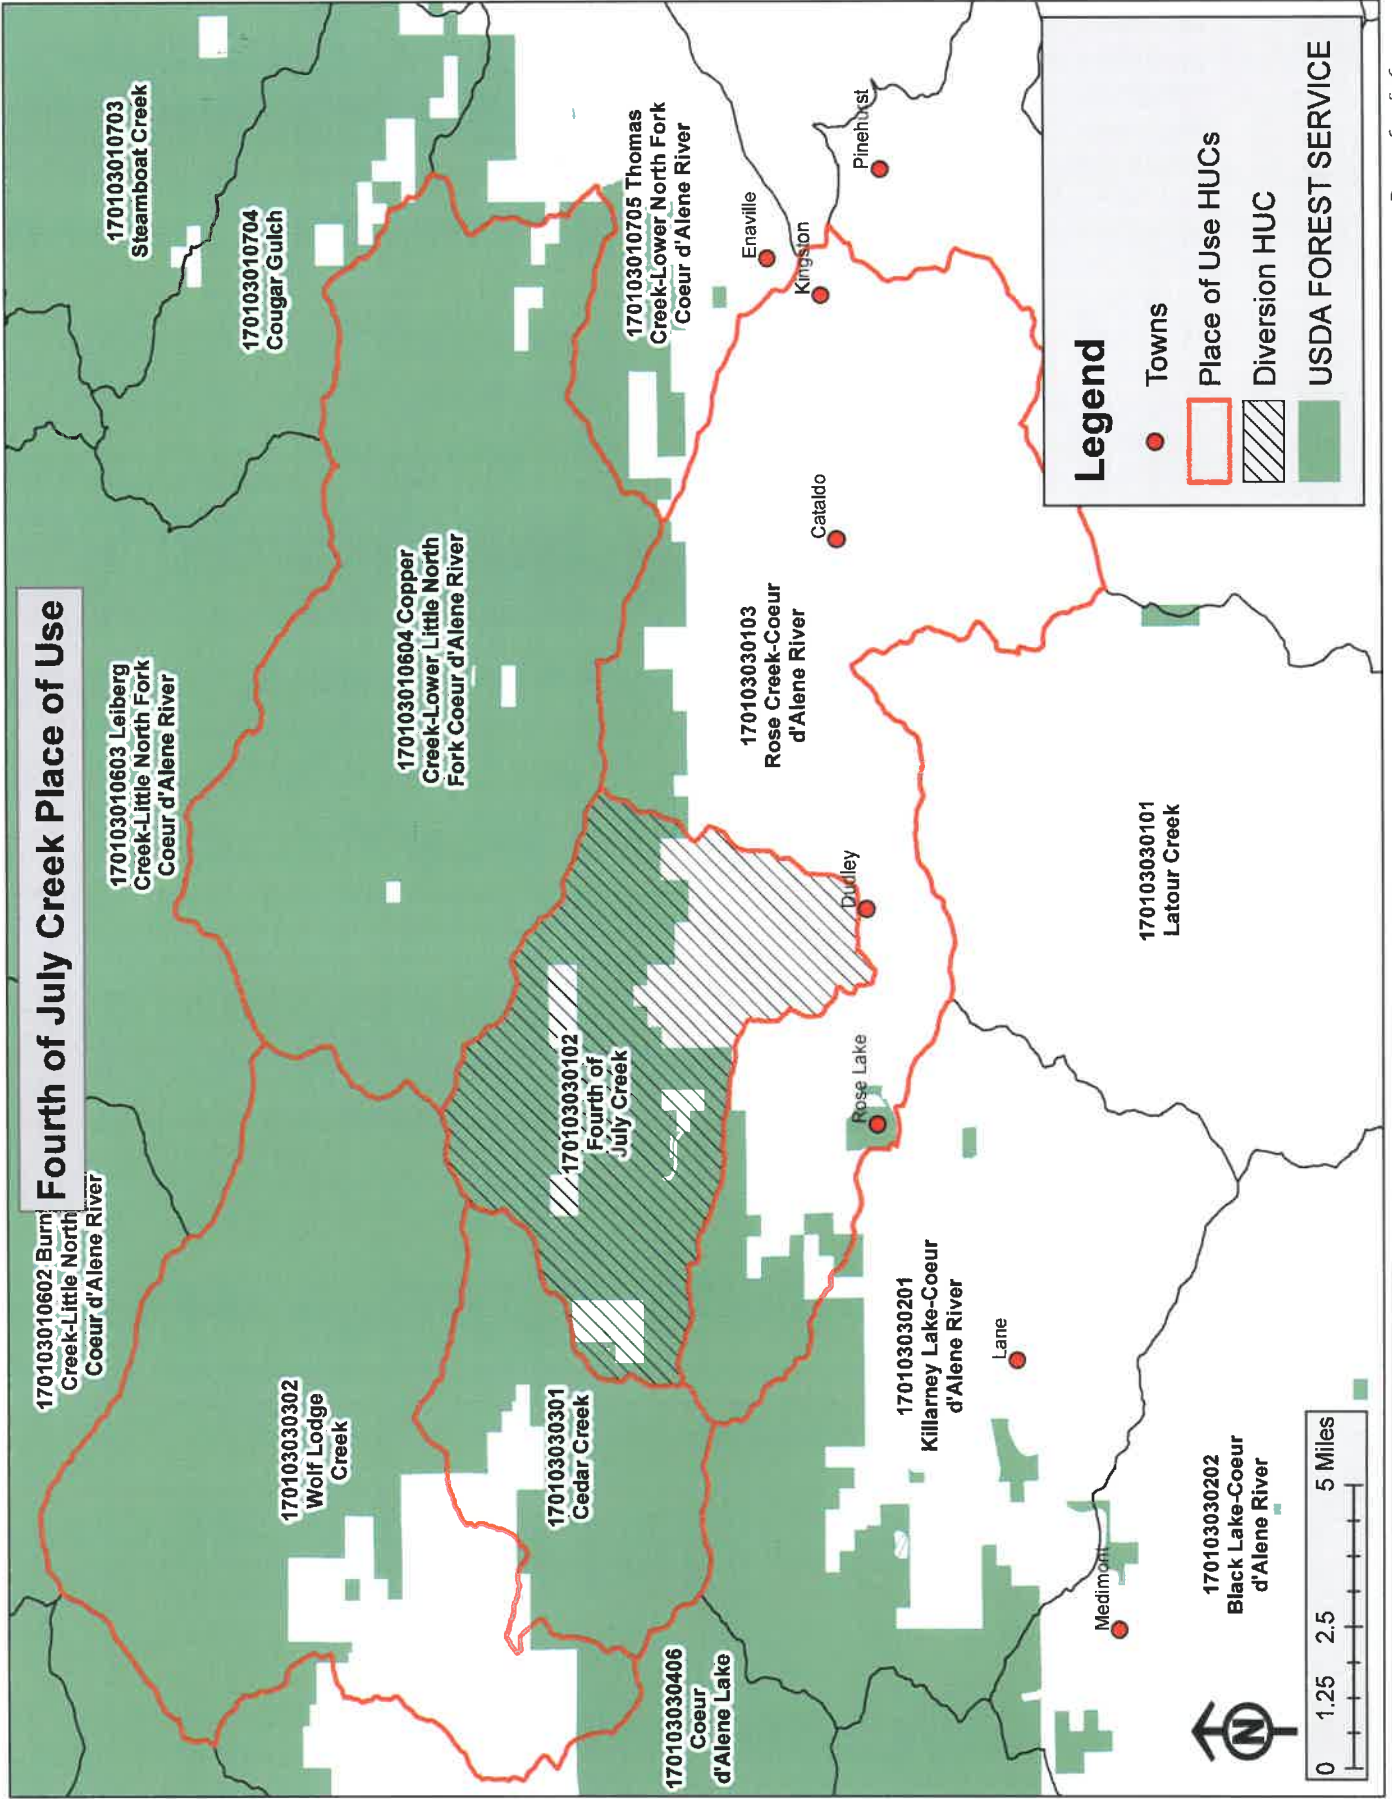 Fourth of July Creek Place of Use
170103010602 Burn
Creek-Little North
Coeur d'Alene River
170103010603 Leiberg
Creek-Little North Fork
Coeur d'Alene River
170103010703
Steamboat Creek
170103010704
Cougar Gulch
170103030302
Wolf Lodge
Creek
170103010604 Copper
Creek-Lower Little North
Fork Coeur d'Alene River
170103010705 Thomas
Creek-Lower North Fork
Coeur d'Alene River
170103030301
Cedar Creek
170103030102
Fourth of
July Creek
170103030406
Coeur
d'Alene Lake
170103030103
Rose Creek-Coeur
d'Alene River
Enaville
Kingston
Pinehurst
Cataldo
Dudley
Rose Lake
170103030201
Killarney Lake-Coeur
d'Alene River
Lane
Medimont
170103030101
Latour Creek
170103030202
Black Lake-Coeur
d'Alene River
N
0 1.25 2.5 5 Miles
Legend
Towns
Place of Use HUCs
Diversion HUC
USDA FOREST SERVICE